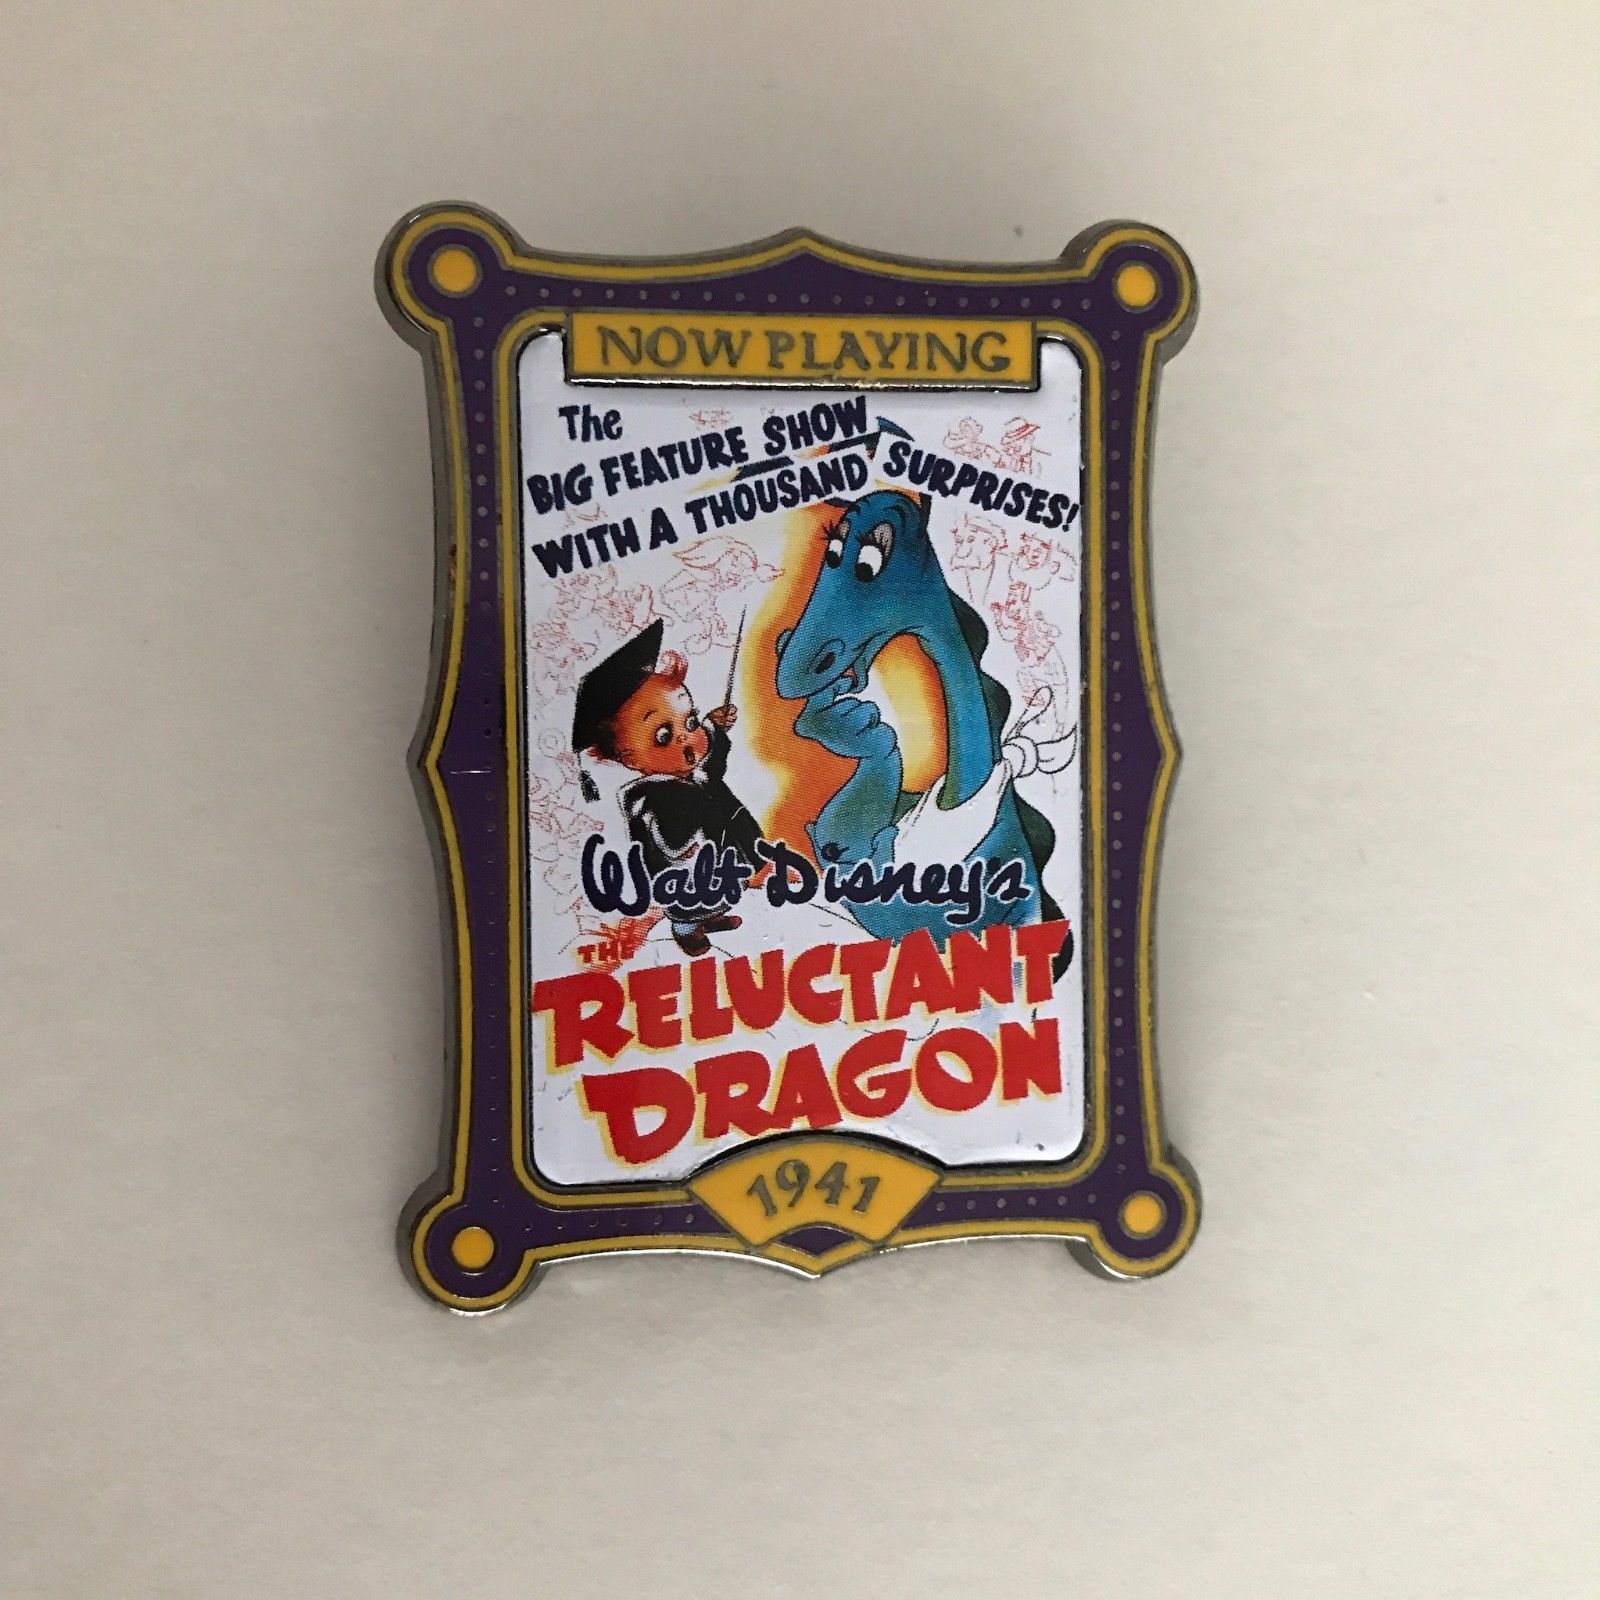 NOW PLAYING
The
BIG FEATURE SHOW
WITH A THOUSAND SURPRISES!
Walt Disney's
THE
RELUCTANT
DRAGON
1941